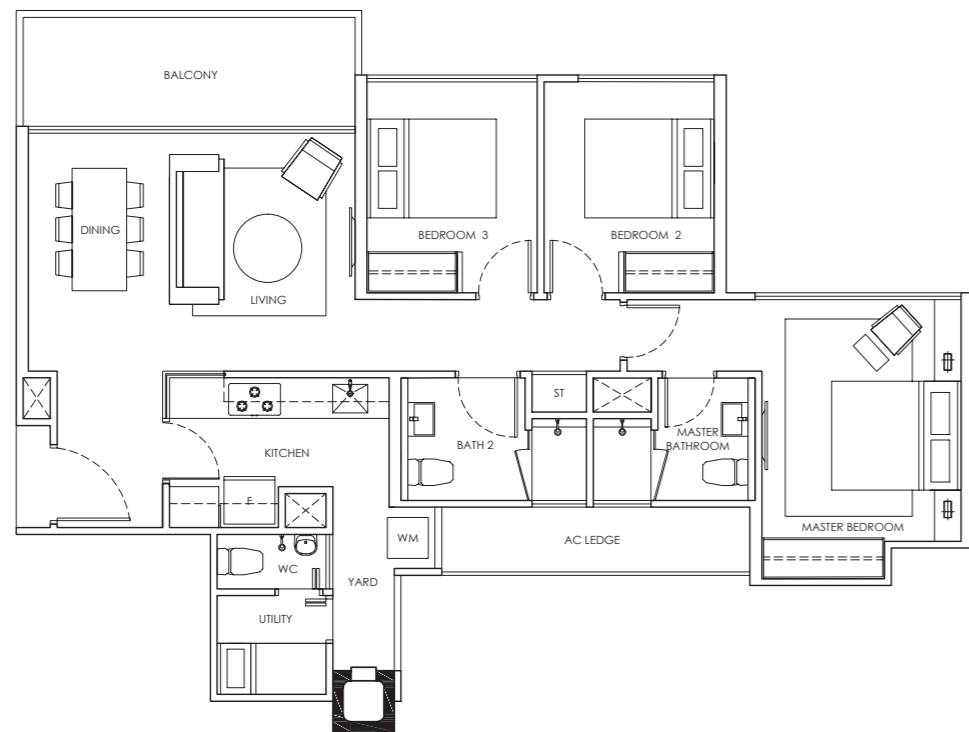 BALCONY
DINING
BEDROOM 3
BEDROOM 2
LIVING
ST
KITCHEN
BATH 2
MASTER
BATHROOM
F
WM
AC LEDGE
MASTER BEDROOM
WC
YARD
UTILITY